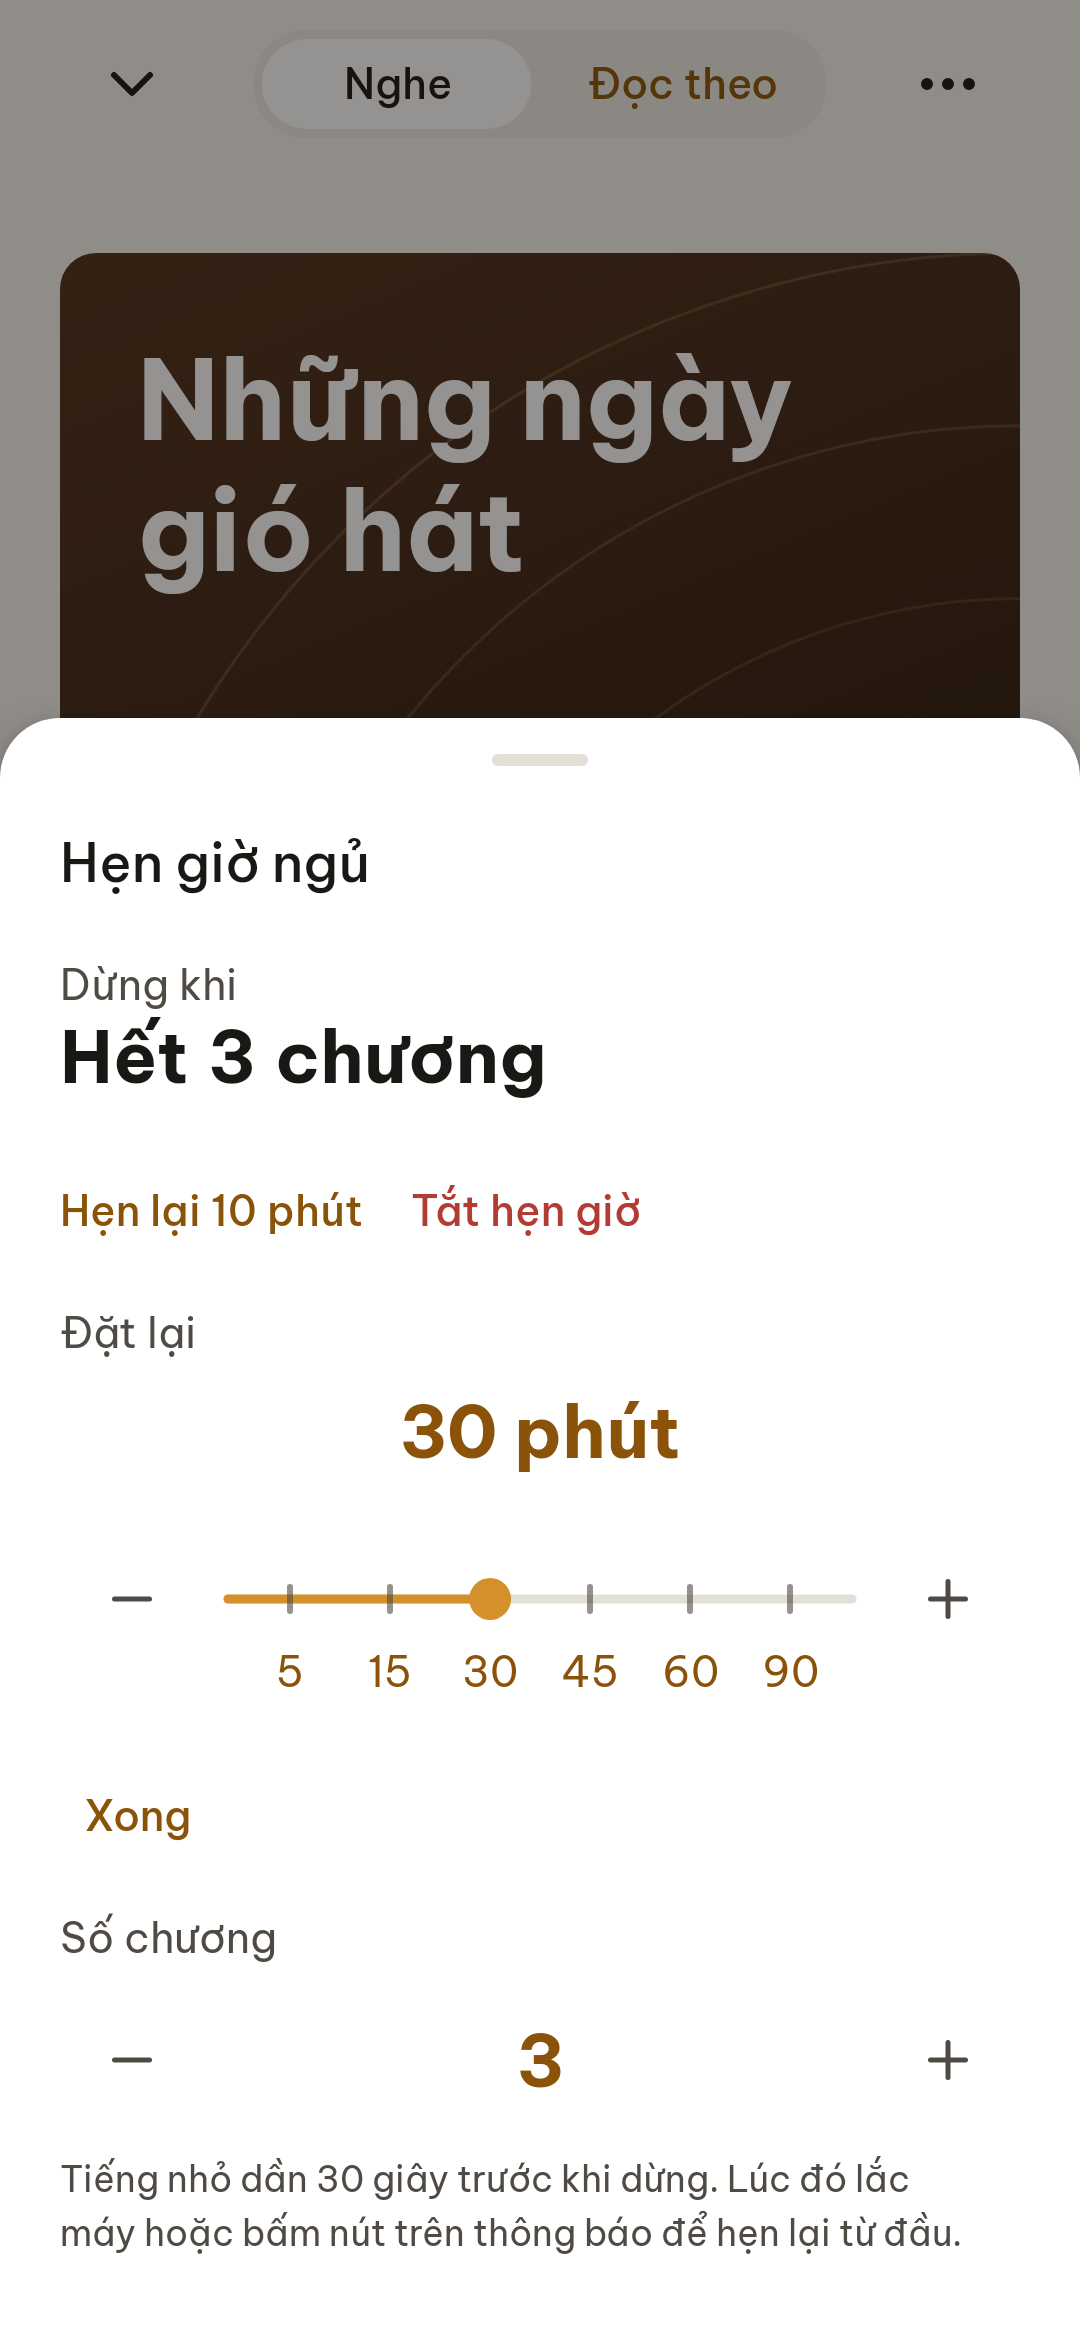 Nghe
Đọc theo
Những ngày
gió hát
Hẹn giờ ngủ
Dừng khi
Hết 3 chương
Hẹn lại 10 phút
Tắt hẹn giờ
Đặt lại
30 phút
5 15 30 45 60 90
Xong
Số chương
3
Tiếng nhỏ dần 30 giây trước khi dừng. Lúc đó lắc
máy hoặc bấm nút trên thông báo để hẹn lại từ đầu.